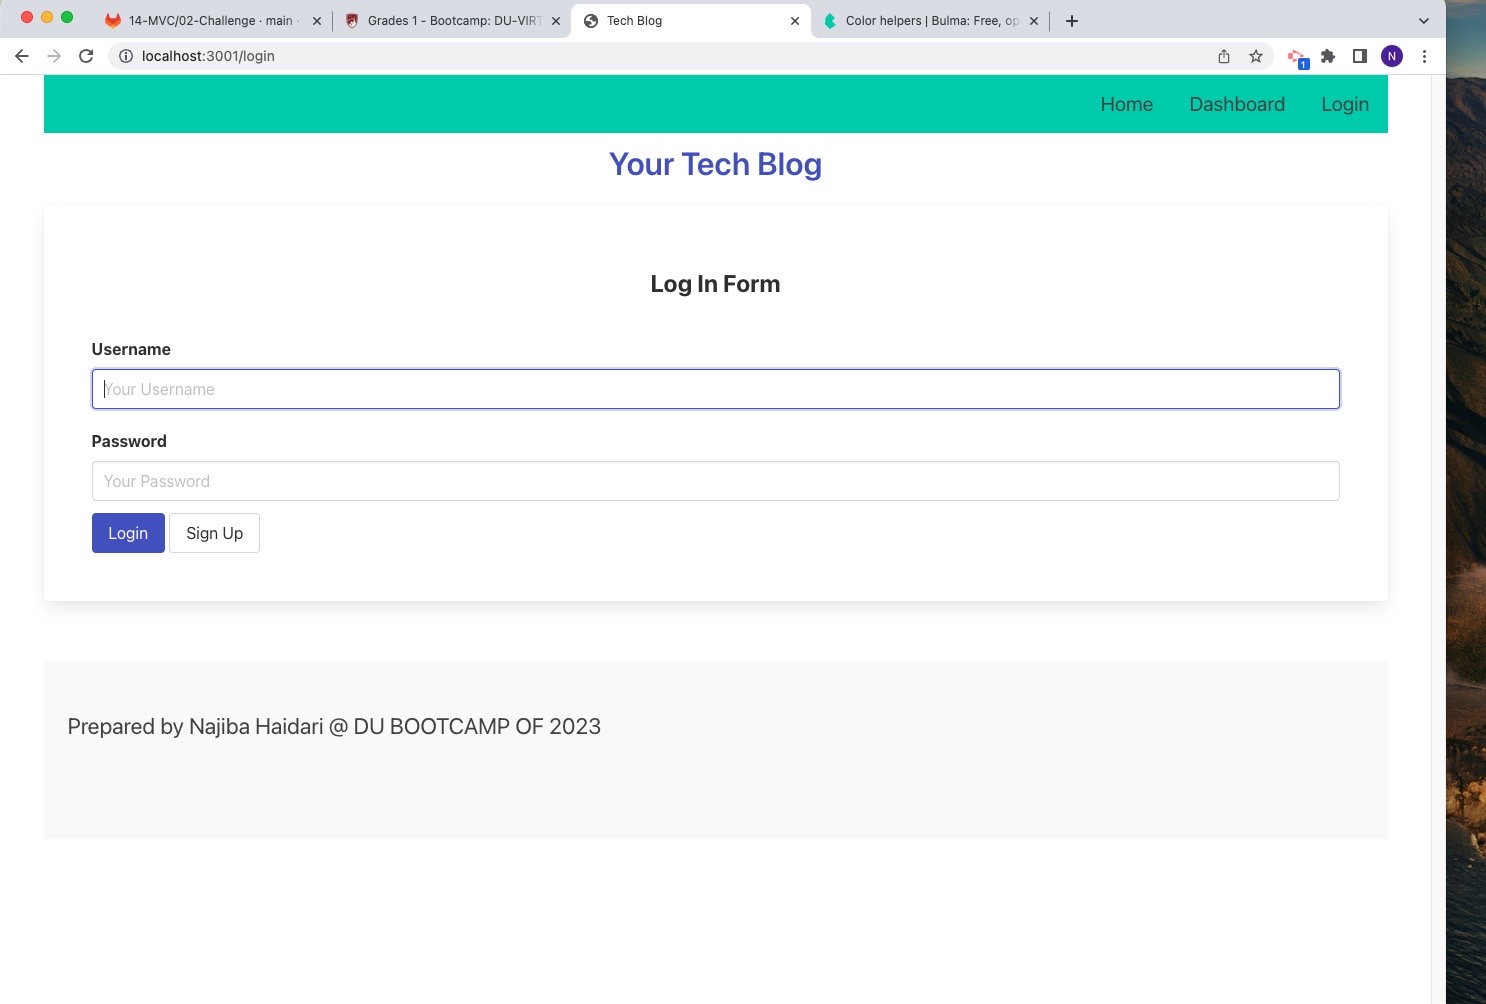 14-MVC/02-Challenge · main ·
Grades 1 - Bootcamp: DU-VIRT
Tech Blog
Color helpers | Bulma: Free, op
localhost:3001/login
1
N
Home Dashboard Login
Your Tech Blog
Log In Form
Username
Your Username
Password
Your Password
Login Sign Up
Prepared by Najiba Haidari @ DU BOOTCAMP OF 2023